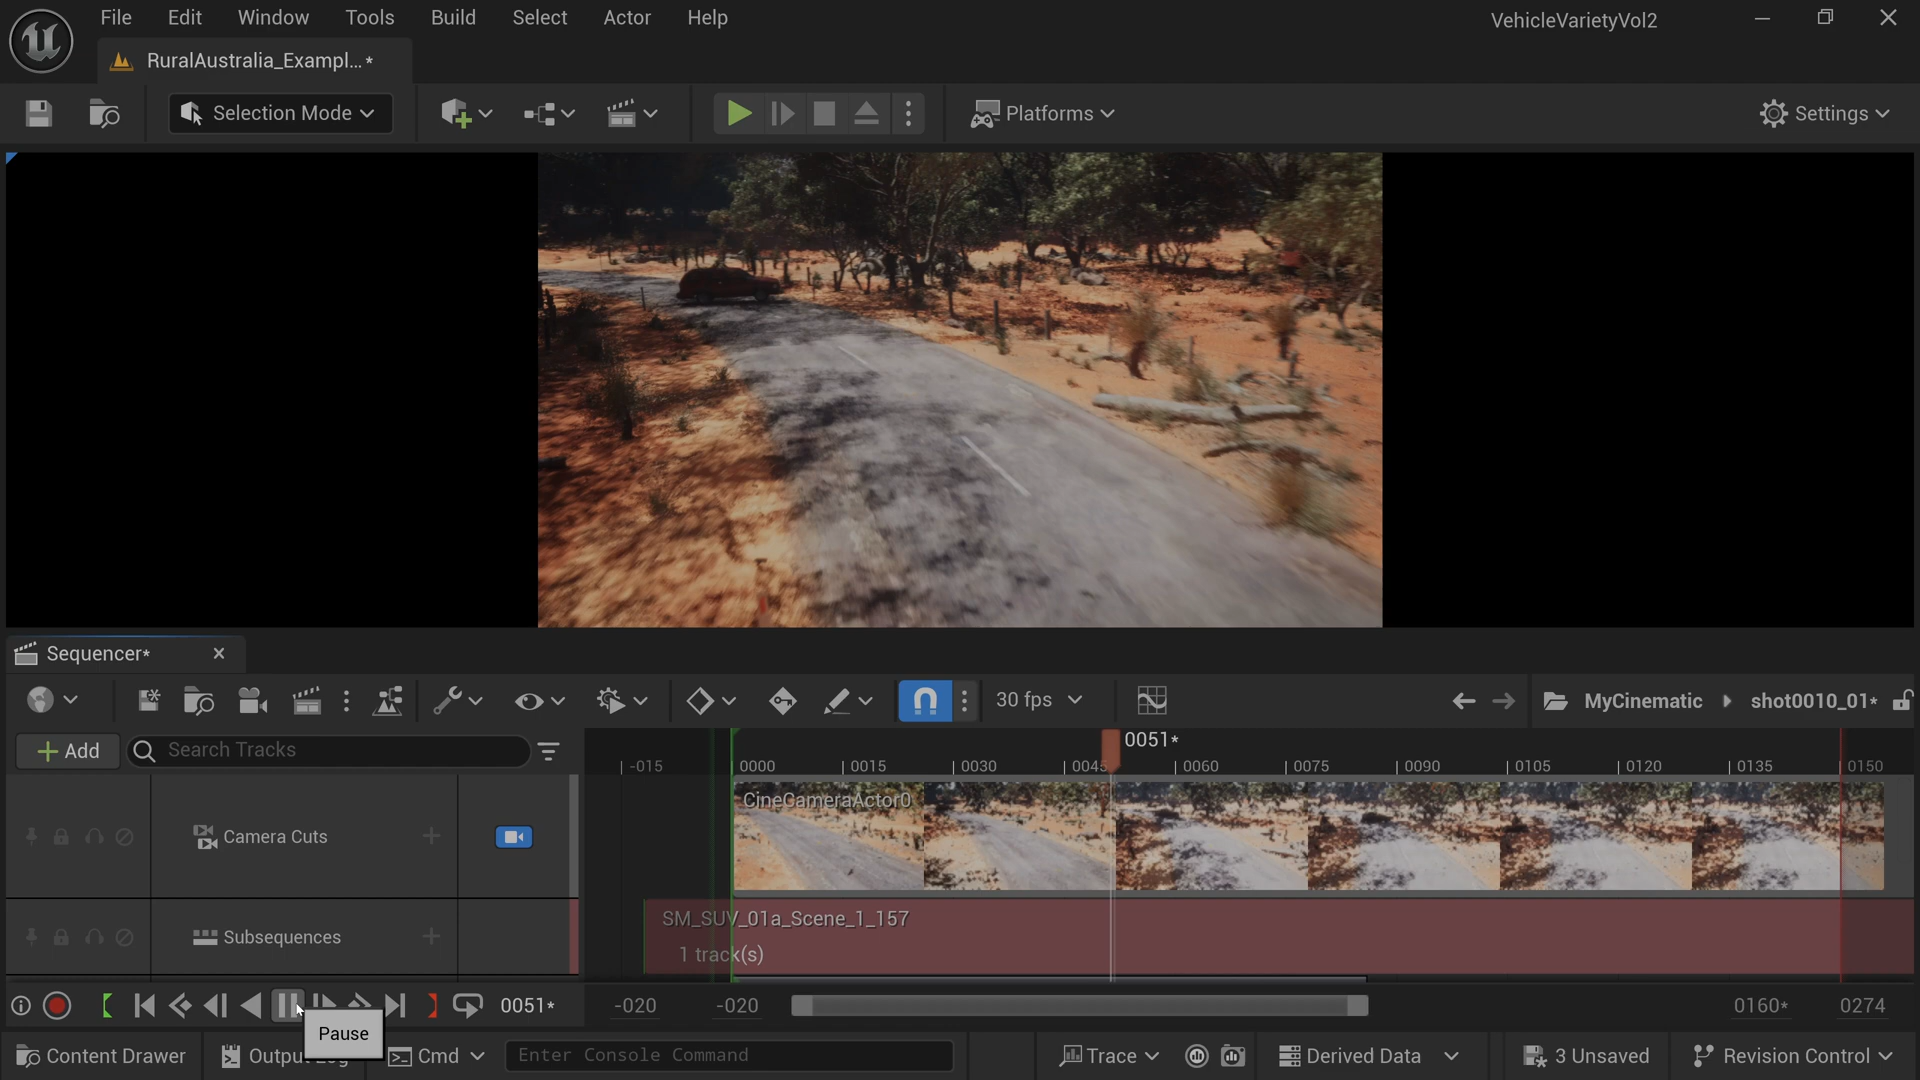 File Edit Window Tools Build Select Actor Help
VehicleVarietyVol2
RuralAustralia_Exampl...*
Selection Mode
Platforms
Settings
Sequencer*
30 fps
MyCinematic
shot0010_01*
Add
Search Tracks
0051*
-015 0000 0015 0030 0045 0060 0075 0090 0105 0120 0135 0150
CineCameraActor0
Camera Cuts
SM_SUV_01a_Scene_1_157
Subsequences
1 track(s)
0051*
-020 -020 0160* 0274
Pause
Content Drawer
Output Log
Cmd
Enter Console Command
Trace
Derived Data
3 Unsaved
Revision Control